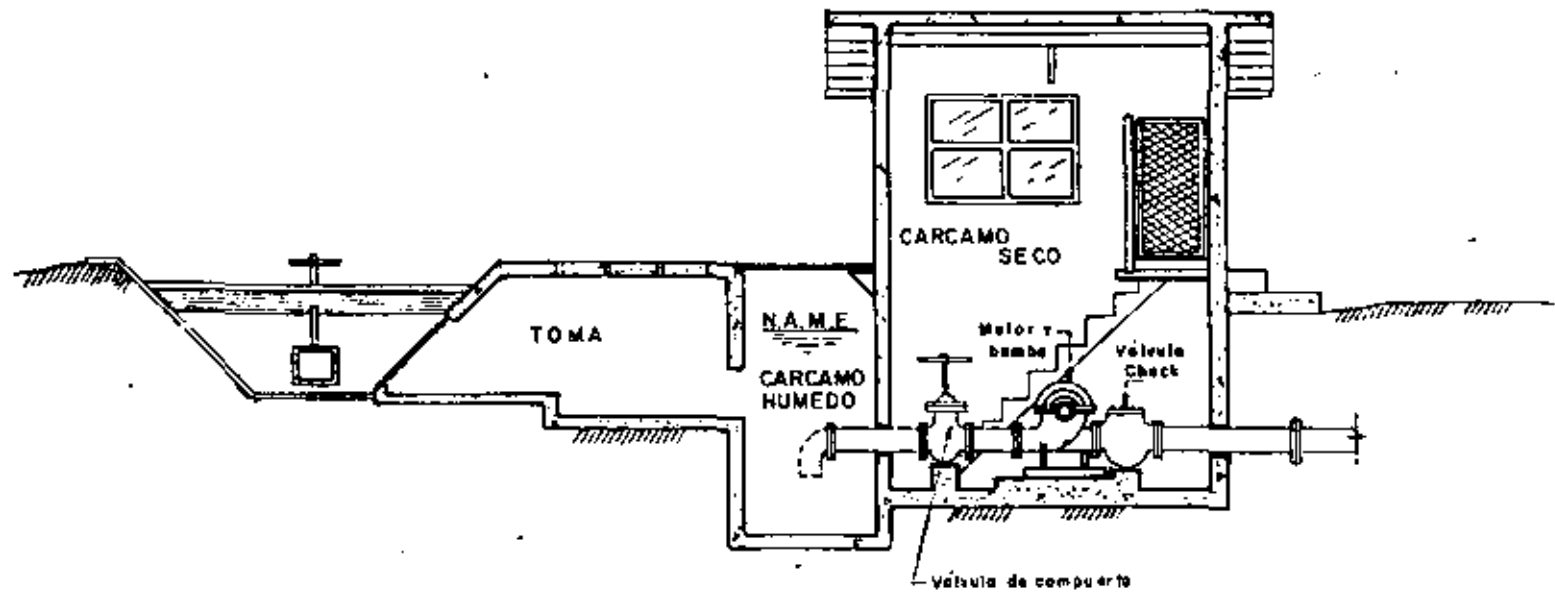 CARCAMO
SECO
TOMA
N.A.M.E.
CARCAMO
HUMEDO
Motor y
bomba
Válvula
Check
Válvula de compuerta